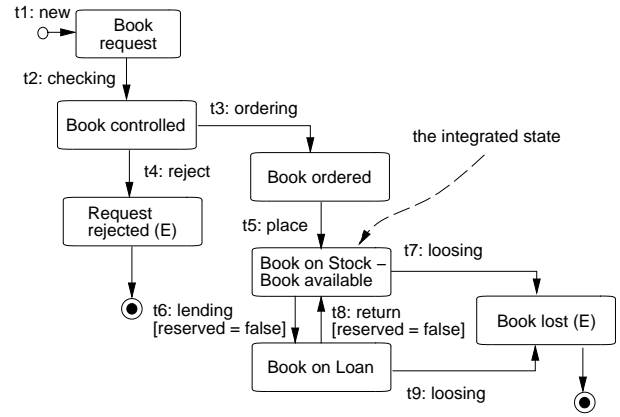 t1: new
Book
request
t2: checking
Book controlled
t3: ordering
the integrated state
t4: reject
Book ordered
Request
rejected (E)
t5: place
Book on Stock –
Book available
t7: loosing
t6: lending
[reserved = false]
t8: return
[reserved = false]
Book lost (E)
Book on Loan
t9: loosing